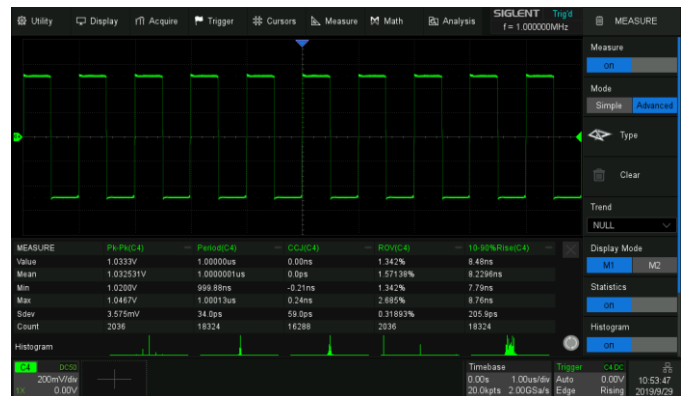 Utility Display Acquire Trigger Cursors Measure Math Analysis SIGLENT Trig'd MEASURE
f = 1.000000MHz
Measure
on
Mode
Simple Advanced
Type
Clear
Trend
NULL
MEASURE Pk-Pk(C4) Period(C4) CCJ(C4) ROV(C4) 10-90%Rise(C4)
Value 1.0333V 1.00000us 0.00ns 1.342% 8.48ns
Mean 1.032531V 1.0000001us 0.0ps 1.57138% 8.2296ns
Min 1.0200V 999.88ns -0.21ns 1.342% 7.79ns
Max 1.0467V 1.00013us 0.24ns 2.685% 8.76ns
Sdev 3.575mV 34.0ps 59.0ps 0.31893% 205.9ps
Count 2036 18324 16288 2036 18324
Histogram
Display Mode
M1 M2
Statistics
on
Histogram
on
C4 DC50
200mV/div
1X 0.00V
Timebase
0.00s 1.00us/div
20.0kpts 2.00GSa/s
Trigger C4 DC
Auto 0.00V
Edge Rising
10:53:47
2019/9/29